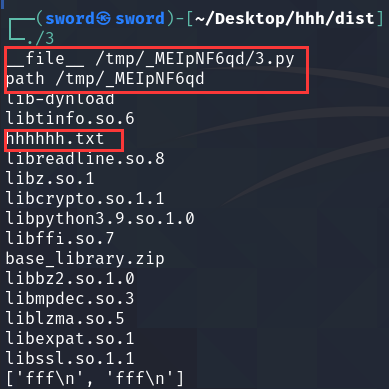 ┌──(sword㉿sword)-[~/Desktop/hhh/dist]
└─./3
__file__ /tmp/_MEIpNF6qd/3.py
path /tmp/_MEIpNF6qd
lib-dynload
libtinfo.so.6
hhhhhh.txt
libreadline.so.8
libz.so.1
libcrypto.so.1.1
libpython3.9.so.1.0
libffi.so.7
base_library.zip
libbz2.so.1.0
libmpdec.so.3
liblzma.so.5
libexpat.so.1
libssl.so.1.1
['fff\n', 'fff\n']